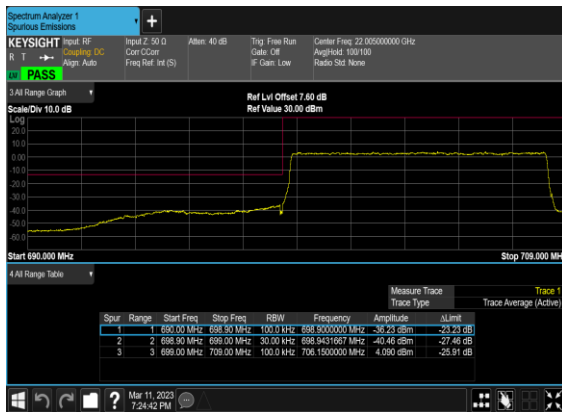 Spectrum Analyzer 1
Spurious Emissions
KEYSIGHT Input: RF Input Z: 50 Ω Atten: 40 dB Trig: Free Run Center Freq: 22.005000000 GHz
R T Coupling: DC Corr CCorr Gate: Off Avg|Hold: 100/100
Align: Auto Freq Ref: Int (S) IF Gain: Low Radio Std: None
PASS
3 All Range Graph
Ref Lvl Offset 7.60 dB
Scale/Div 10.0 dB Ref Value 30.00 dBm
Log
20.0
10.0
0.00
-10.0
-20.0
-30.0
-40.0
-50.0
-60.0
Start 690.000 MHz Stop 709.000 MH
4 All Range Table
Measure Trace Trace 1
Trace Type Trace Average (Active)
Spur Range Start Freq Stop Freq RBW Frequency Amplitude ΔLimit
1 1 690.00 MHz 698.90 MHz 100.0 kHz 698.9000000 MHz -36.23 dBm -23.23 dB
2 2 698.90 MHz 699.00 MHz 30.00 kHz 698.9431667 MHz -40.46 dBm -27.46 dB
3 3 699.00 MHz 709.00 MHz 100.0 kHz 706.1500000 MHz 4.090 dBm -25.91 dB
? Mar 11, 2023
7:24:42 PM